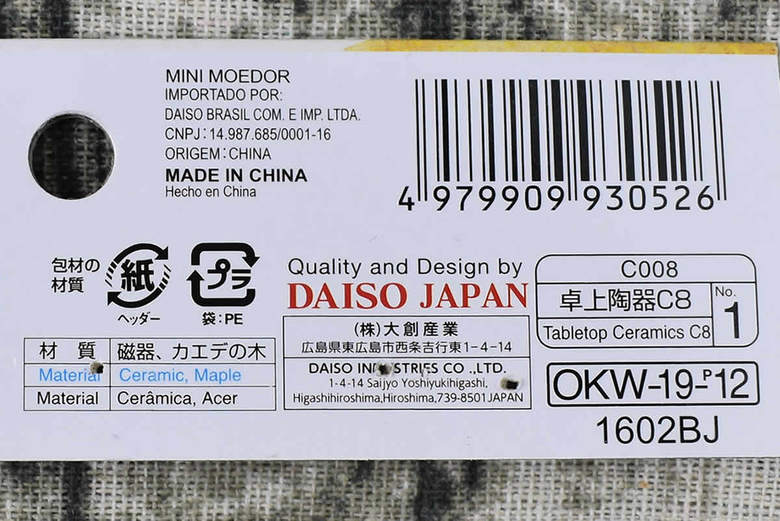 MINI MOEDOR
IMPORTADO POR:
DAISO BRASIL COM. E IMP. LTDA.
CNPJ: 14.987.685/0001-16
ORIGEM: CHINA
MADE IN CHINA
Hecho en China
4 979909 930526
包材の
材質
紙
ヘッダー
プラ
袋:PE
Quality and Design by
DAISO JAPAN
(株)大創産業
広島県東広島市西条吉行東1-4-14
DAISO INDUSTRIES CO.,LTD.
1-4-14 Saijo Yoshiyukihigashi,
Higashihiroshima,Hiroshima,739-8501JAPAN
C008
卓上陶器C8
Tabletop Ceramics C8
No.
1
材 質 磁器、カエデの木
Material Ceramic, Maple
Material Cerâmica, Acer
OKW-19-P12
1602BJ